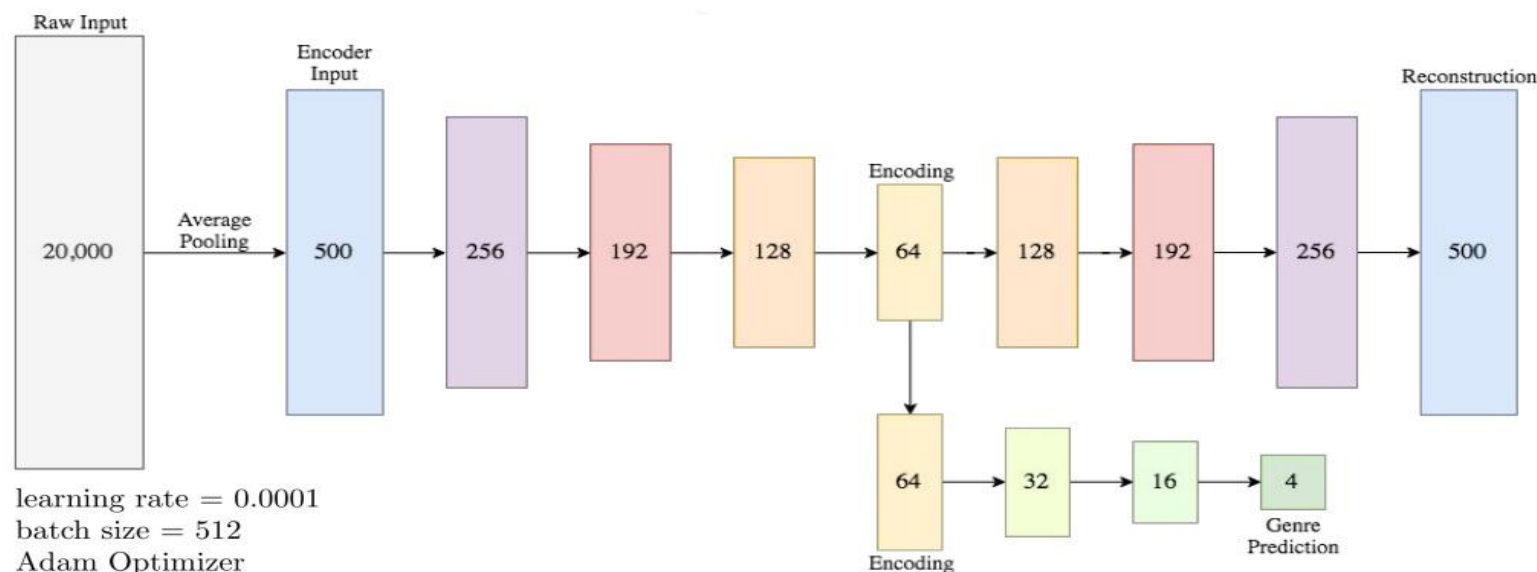 Raw Input
Encoder
Input
Reconstruction
Encoding
Average
Pooling
20,000
500
256
192
128
64
128
192
256
500
64
32
16
4
Genre
Prediction
Encoding
learning rate = 0.0001
batch size = 512
Adam Optimizer